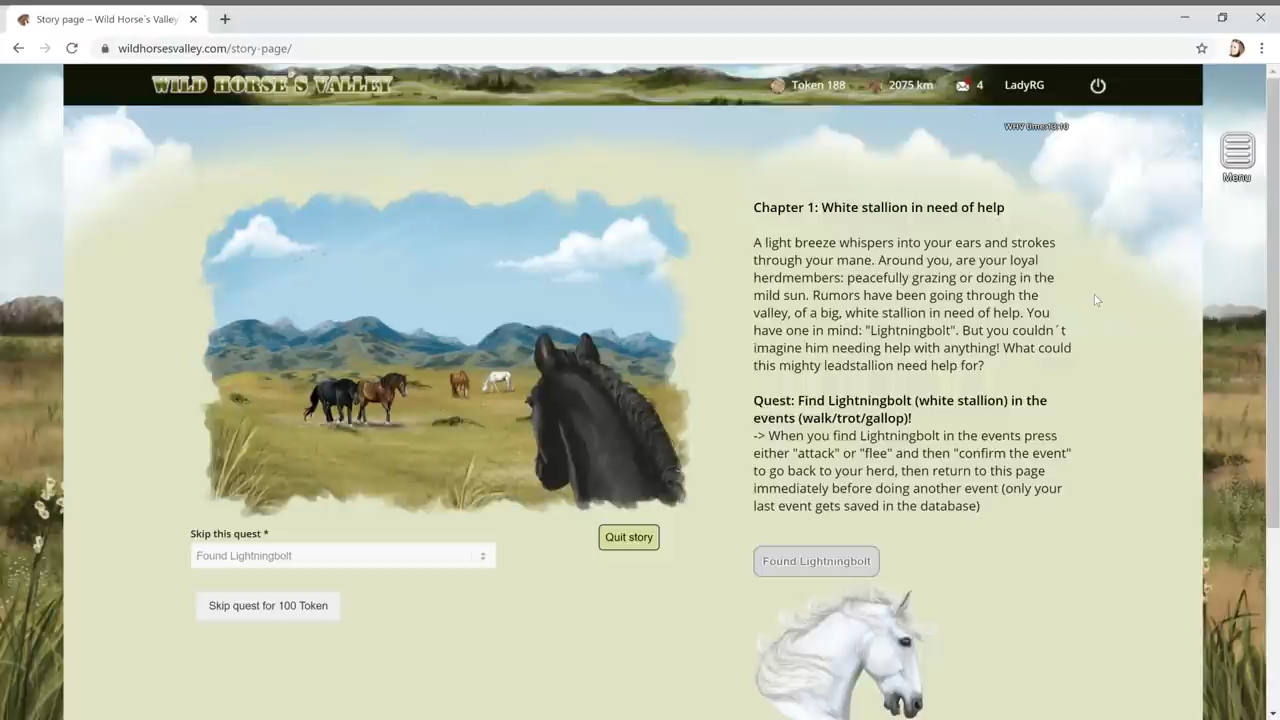 Story page – Wild Horse`s Valley
wildhorsesvalley.com/story-page/
WILD HORSE'S VALLEY
Token 188
2075 km
4
LadyRG
WHV time:13:10
Menu
Chapter 1: White stallion in need of help
A light breeze whispers into your ears and strokes
through your mane. Around you, are your loyal
herdmembers: peacefully grazing or dozing in the
mild sun. Rumors have been going through the
valley, of a big, white stallion in need of help. You
have one in mind: "Lightningbolt". But you couldn´t
imagine him needing help with anything! What could
this mighty leadstallion need help for?
Quest: Find Lightningbolt (white stallion) in the
events (walk/trot/gallop)!
-> When you find Lightningbolt in the events press
either "attack" or "flee" and then "confirm the event"
to go back to your herd, then return to this page
immediately before doing another event (only your
last event gets saved in the database)
Skip this quest *
Found Lightningbolt
Quit story
Skip quest for 100 Token
Found Lightningbolt